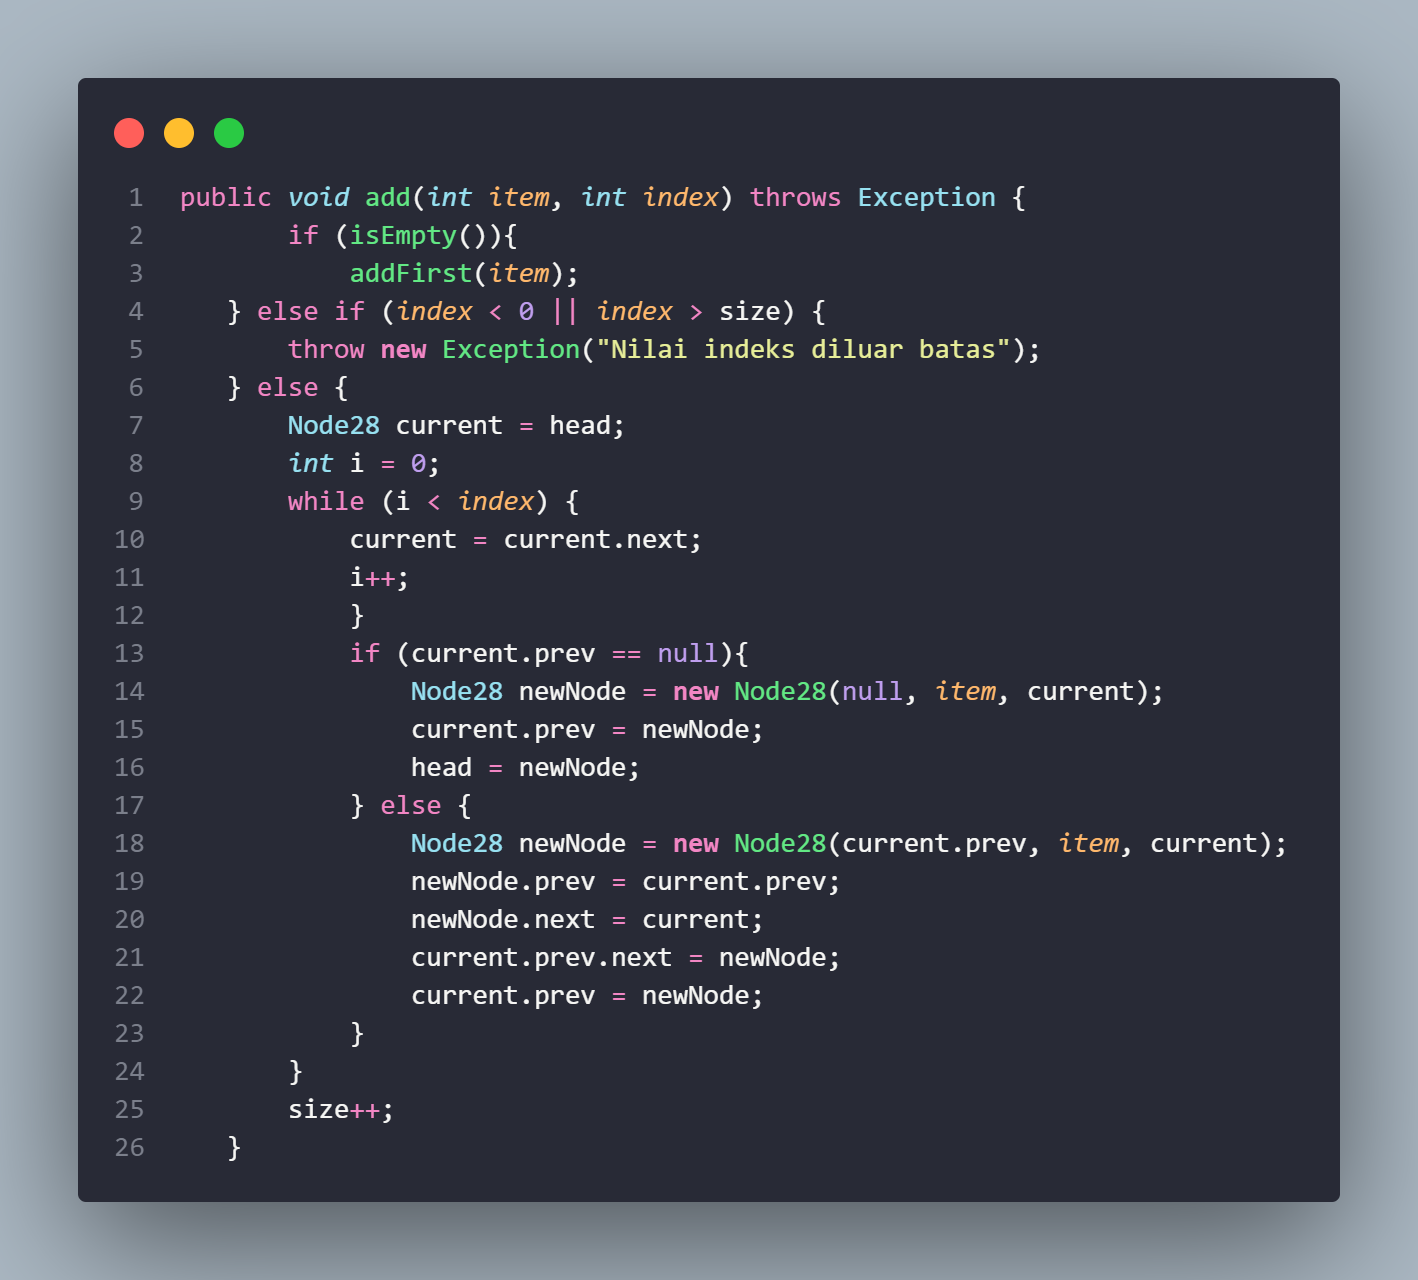 1 public void add(int item, int index) throws Exception {
2         if (isEmpty()){
3             addFirst(item);
4     } else if (index < 0 || index > size) {
5         throw new Exception("Nilai indeks diluar batas");
6     } else {
7         Node28 current = head;
8         int i = 0;
9         while (i < index) {
10             current = current.next;
11             i++;
12             }
13             if (current.prev == null){
14                 Node28 newNode = new Node28(null, item, current);
15                 current.prev = newNode;
16                 head = newNode;
17             } else {
18                 Node28 newNode = new Node28(current.prev, item, current);
19                 newNode.prev = current.prev;
20                 newNode.next = current;
21                 current.prev.next = newNode;
22                 current.prev = newNode;
23             }
24         }
25         size++;
26     }